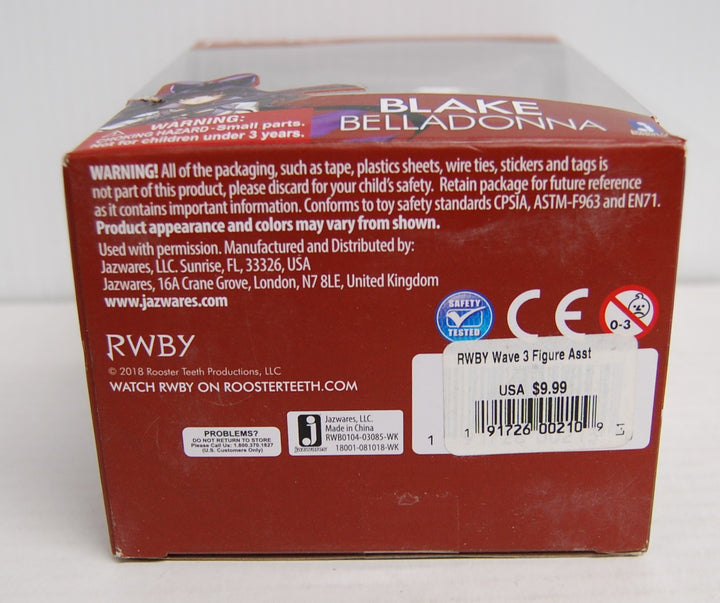 BLAKE
BELLADONNA
WARNING:
CHOKING HAZARD-Small parts.
Not for children under 3 years.
WARNING! All of the packaging, such as tape, plastics sheets, wire ties, stickers and tags is
not part of this product, please discard for your child's safety. Retain package for future reference
as it contains important information. Conforms to toy safety standards CPSIA, ASTM-F963 and EN71.
Product appearance and colors may vary from shown.
Used with permission. Manufactured and Distributed by:
Jazwares, LLC. Sunrise, FL, 33326, USA
Jazwares, 16A Crane Grove, London, N7 8LE, United Kingdom
www.jazwares.com
SAFETY
TESTED
CE
0-3
RWBY
© 2018 Rooster Teeth Productions, LLC
WATCH RWBY ON ROOSTERTEETH.COM
RWBY Wave 3 Figure Asst
USA $9.99
1 91726 00210 9
1
PROBLEMS?
DO NOT RETURN TO STORE
Please Call Us: 1.800.370.1827
(U.S. Customers Only)
j
Jazwares, LLC.
Made in China
RWB0104-03085-WK
18001-081018-WK